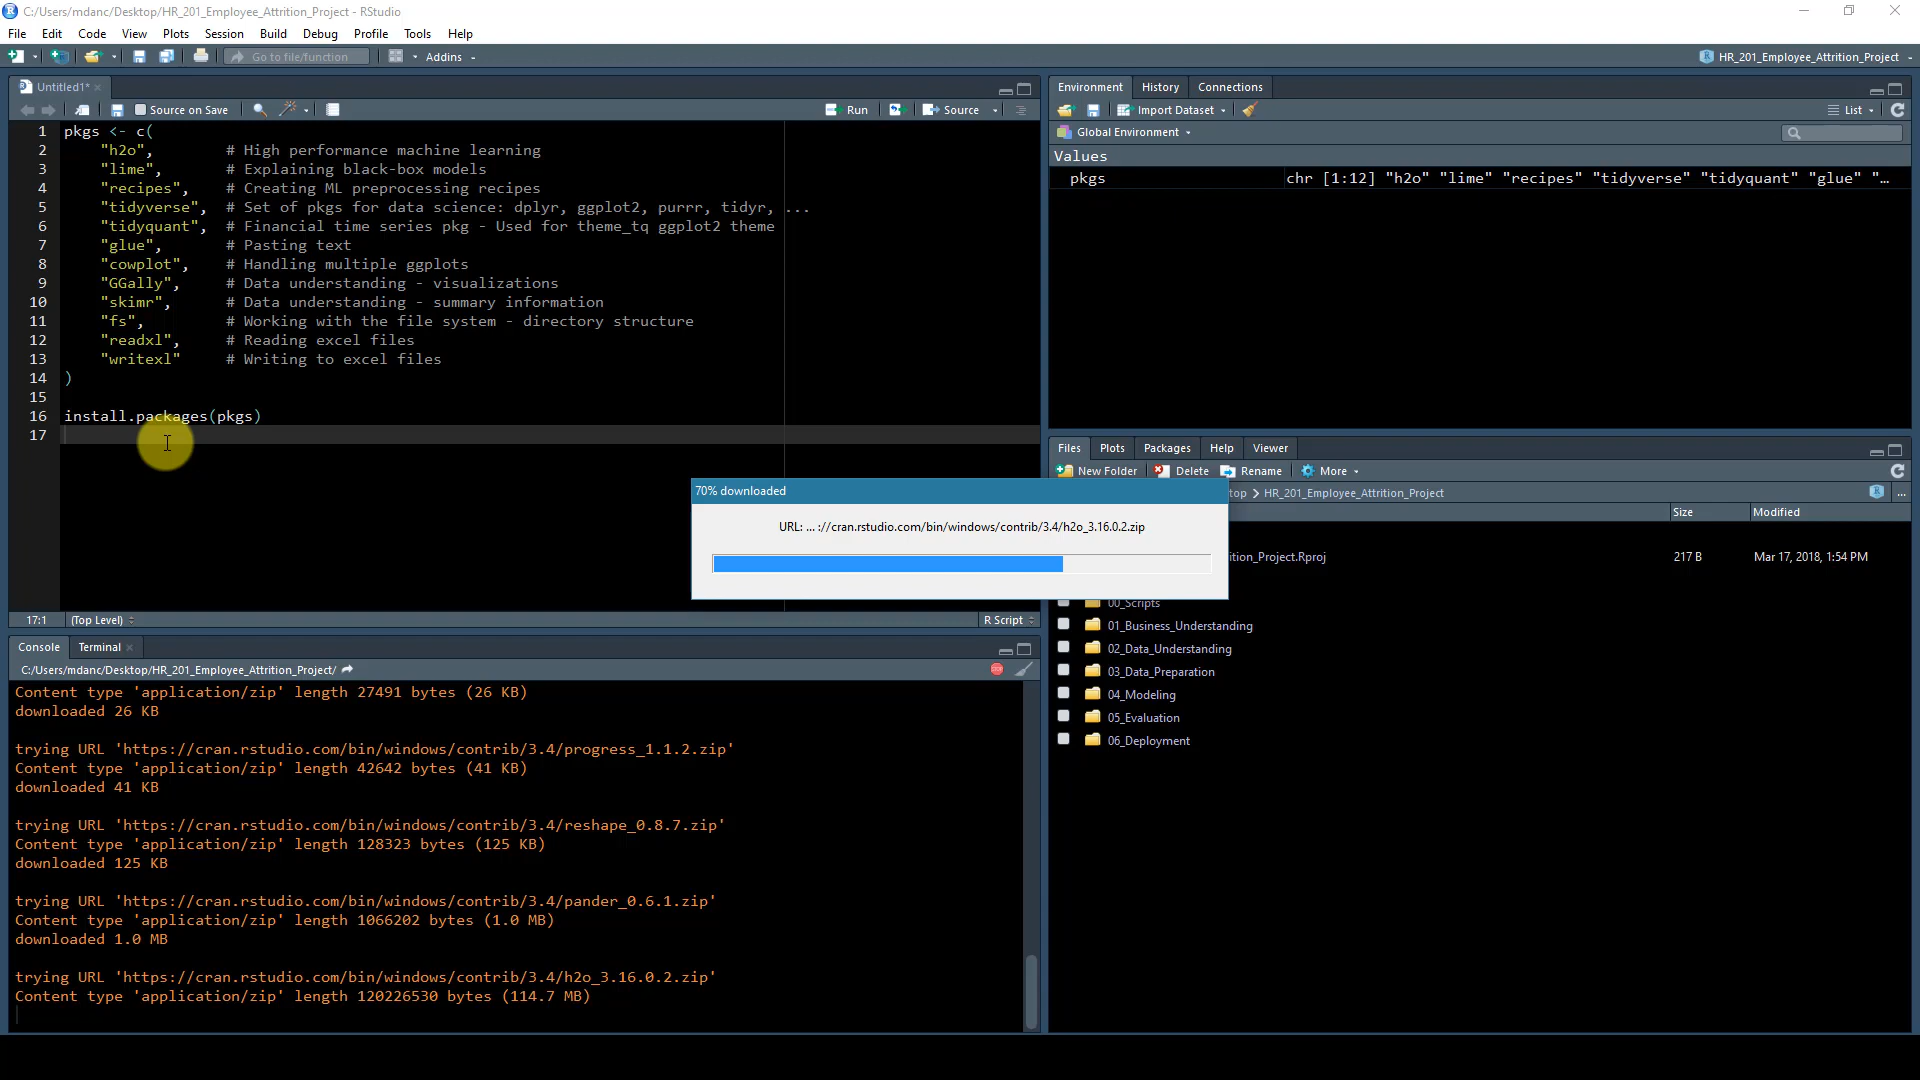 C:/Users/mdanc/Desktop/HR_201_Employee_Attrition_Project - RStudio
File Edit Code View Plots Session Build Debug Profile Tools Help
Go to file/function Addins HR_201_Employee_Attrition_Project
Untitled1*
Source on Save Run Source
1 pkgs <- c(
2 "h2o", # High performance machine learning
3 "lime", # Explaining black-box models
4 "recipes", # Creating ML preprocessing recipes
5 "tidyverse", # Set of pkgs for data science: dplyr, ggplot2, purrr, tidyr, ...
6 "tidyquant", # Financial time series pkg - Used for theme_tq ggplot2 theme
7 "glue", # Pasting text
8 "cowplot", # Handling multiple ggplots
9 "GGally", # Data understanding - visualizations
10 "skimr", # Data understanding - summary information
11 "fs", # Working with the file system - directory structure
12 "readxl", # Reading excel files
13 "writexl" # Writing to excel files
14 )
15
16 install.packages(pkgs)
17
17:1 (Top Level) R Script
Console Terminal
C:/Users/mdanc/Desktop/HR_201_Employee_Attrition_Project/
STOP
Content type 'application/zip' length 27491 bytes (26 KB)
downloaded 26 KB
trying URL 'https://cran.rstudio.com/bin/windows/contrib/3.4/progress_1.1.2.zip'
Content type 'application/zip' length 42642 bytes (41 KB)
downloaded 41 KB
trying URL 'https://cran.rstudio.com/bin/windows/contrib/3.4/reshape_0.8.7.zip'
Content type 'application/zip' length 128323 bytes (125 KB)
downloaded 125 KB
trying URL 'https://cran.rstudio.com/bin/windows/contrib/3.4/pander_0.6.1.zip'
Content type 'application/zip' length 1066202 bytes (1.0 MB)
downloaded 1.0 MB
trying URL 'https://cran.rstudio.com/bin/windows/contrib/3.4/h2o_3.16.0.2.zip'
Content type 'application/zip' length 120226530 bytes (114.7 MB)
70% downloaded
URL: ... ://cran.rstudio.com/bin/windows/contrib/3.4/h2o_3.16.0.2.zip
Environment History Connections
Import Dataset List
Global Environment
Values
pkgs chr [1:12] "h2o" "lime" "recipes" "tidyverse" "tidyquant" "glue" "...
Files Plots Packages Help Viewer
New Folder Delete Rename More
top > HR_201_Employee_Attrition_Project ...
Size Modified
ition_Project.Rproj 217 B Mar 17, 2018, 1:54 PM
00_Scripts
01_Business_Understanding
02_Data_Understanding
03_Data_Preparation
04_Modeling
05_Evaluation
06_Deployment